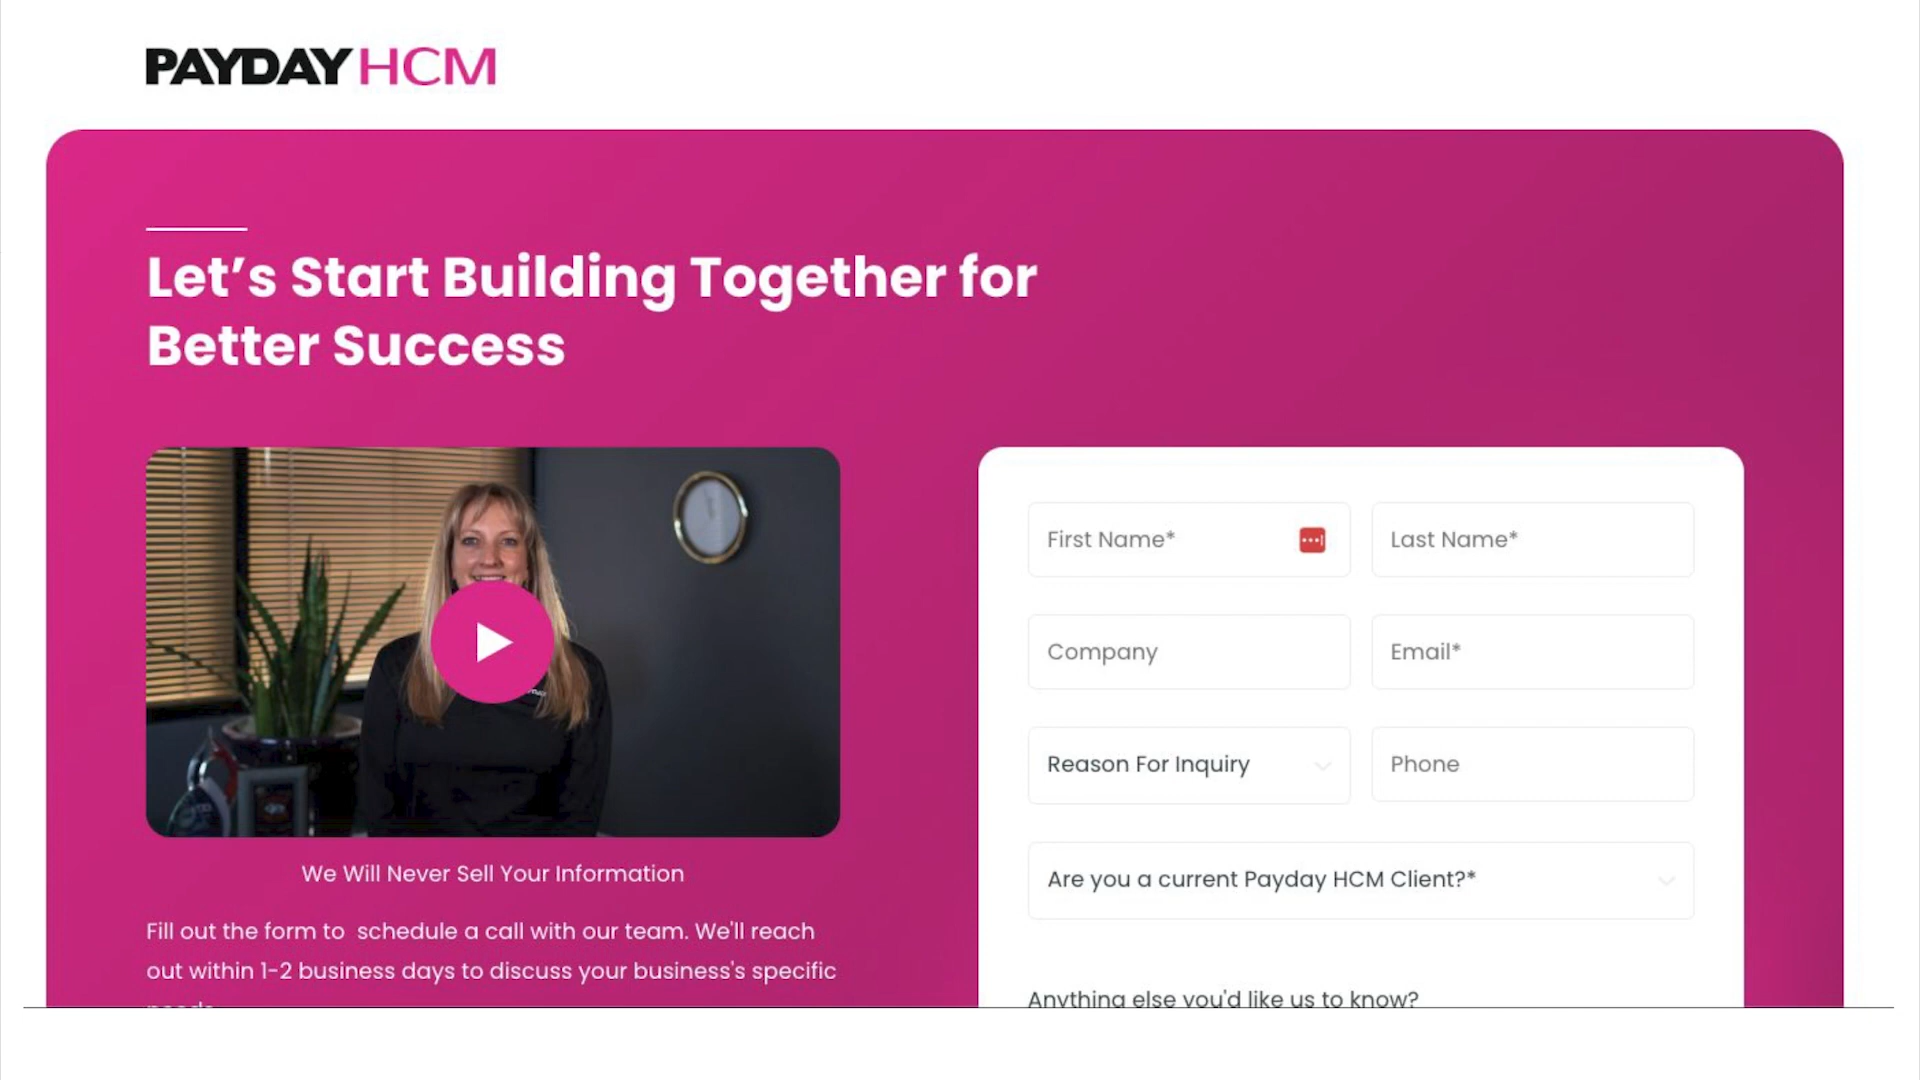 PAYDAY HCM
Let’s Start Building Together for
Better Success
First Name*
Last Name*
Company
Email*
Reason For Inquiry
Phone
Are you a current Payday HCM Client?*
Anything else you'd like us to know?
We Will Never Sell Your Information
Fill out the form to  schedule a call with our team. We'll reach
out within 1-2 business days to discuss your business's specific